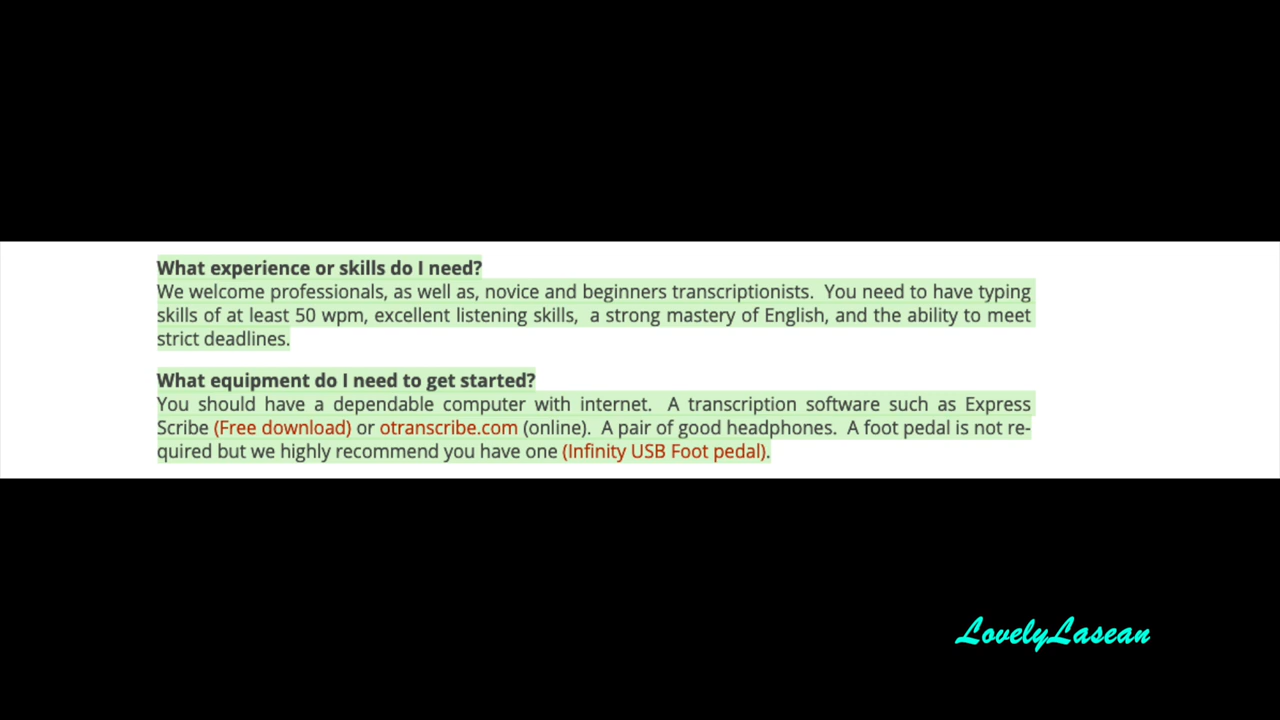 What experience or skills do I need?
We welcome professionals, as well as, novice and beginners transcriptionists.  You need to have typing
skills of at least 50 wpm, excellent listening skills,  a strong mastery of English, and the ability to meet
strict deadlines.
What equipment do I need to get started?
You should have a dependable computer with internet.  A transcription software such as Express
Scribe (Free download) or otranscribe.com (online).  A pair of good headphones.  A foot pedal is not re-
quired but we highly recommend you have one (Infinity USB Foot pedal).
LovelyLasean